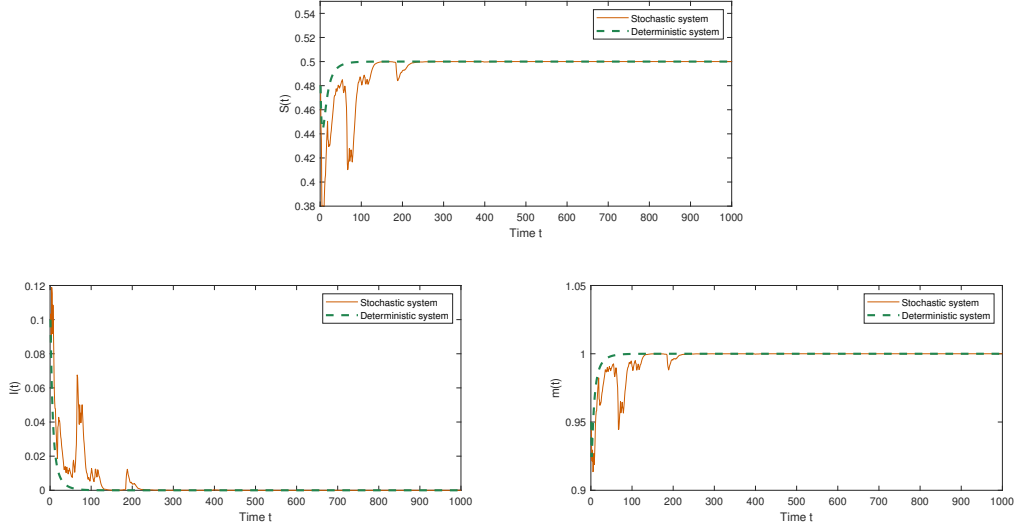 0.54
0.52
0.5
0.48
0.46
0.44
0.42
0.4
0.38
S(t)
Stochastic system
Deterministic system
0 100 200 300 400 500 600 700 800 900 1000
Time t
0.12
0.1
0.08
0.06
0.04
0.02
0
I(t)
Stochastic system
Deterministic system
0 100 200 300 400 500 600 700 800 900 1000
Time t
1.05
1
0.95
0.9
m(t)
Stochastic system
Deterministic system
0 100 200 300 400 500 600 700 800 900 1000
Time t